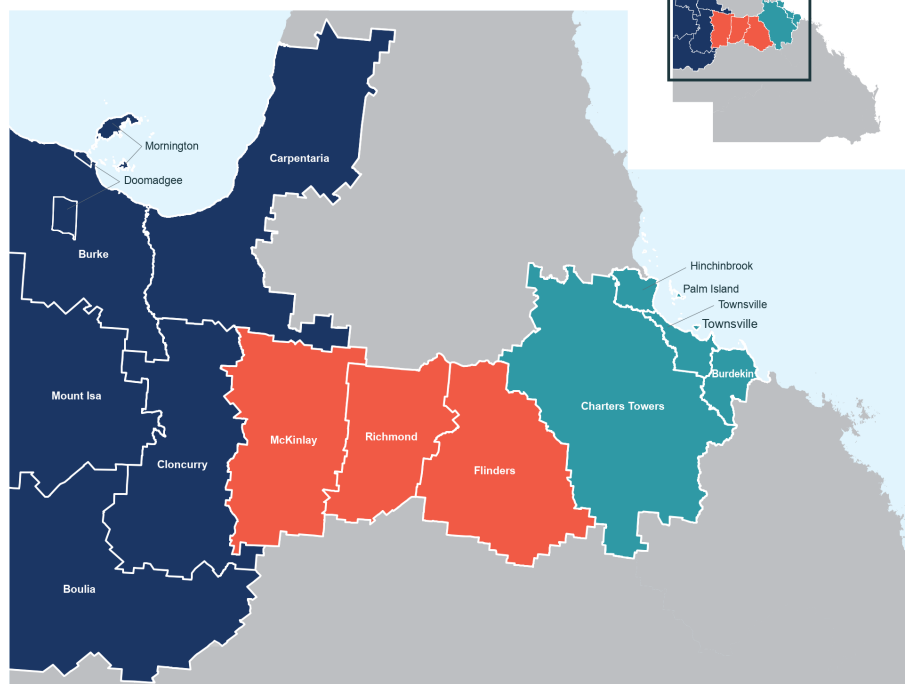 Mornington
Carpentaria
Doomadgee
Burke
Hinchinbrook
Palm Island
Townsville
Townsville
Burdekin
Mount Isa
Charters Towers
McKinlay
Richmond
Cloncurry
Flinders
Boulia